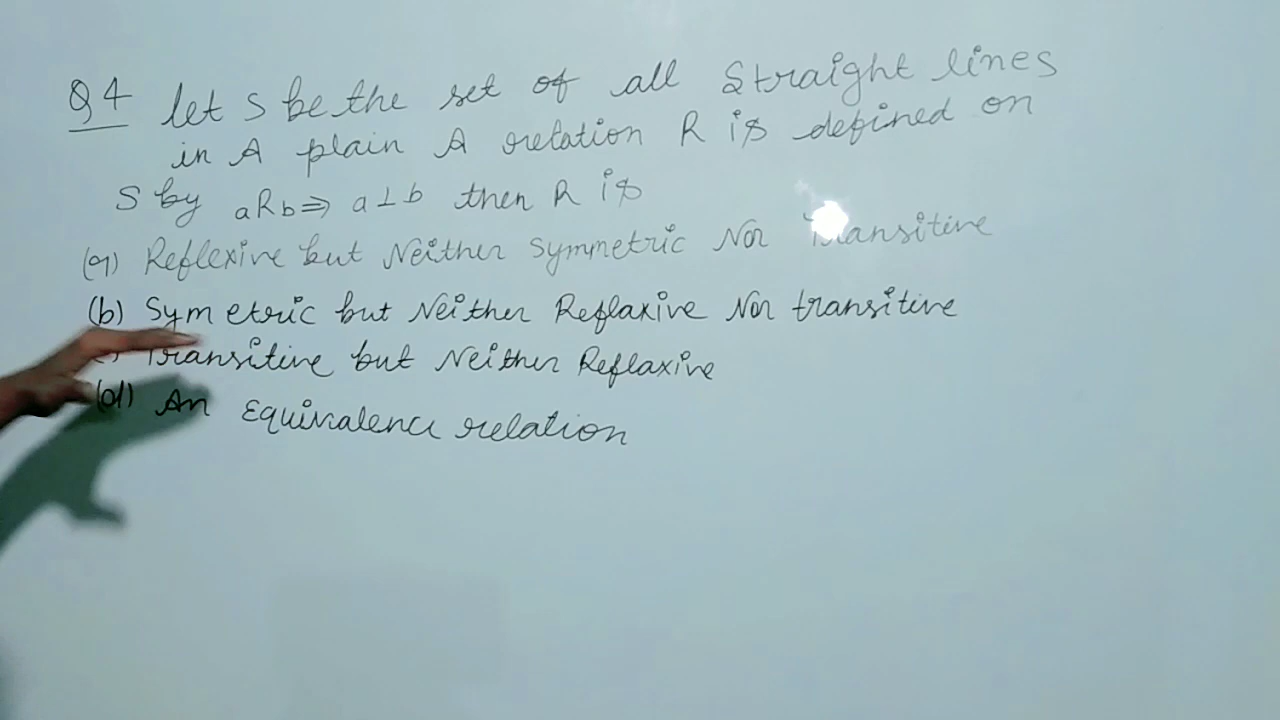 Q4 let S be the set of all Straight lines
in A plain A relation R is defined on
S by aRb ⇒ a⊥b then R is
(a) Reflexive but Neither Symmetric Nor Transitive
(b) Symetric but Neither Reflaxive Nor transitive
Transitive but Neither Reflaxive
(d) An Equivalence relation